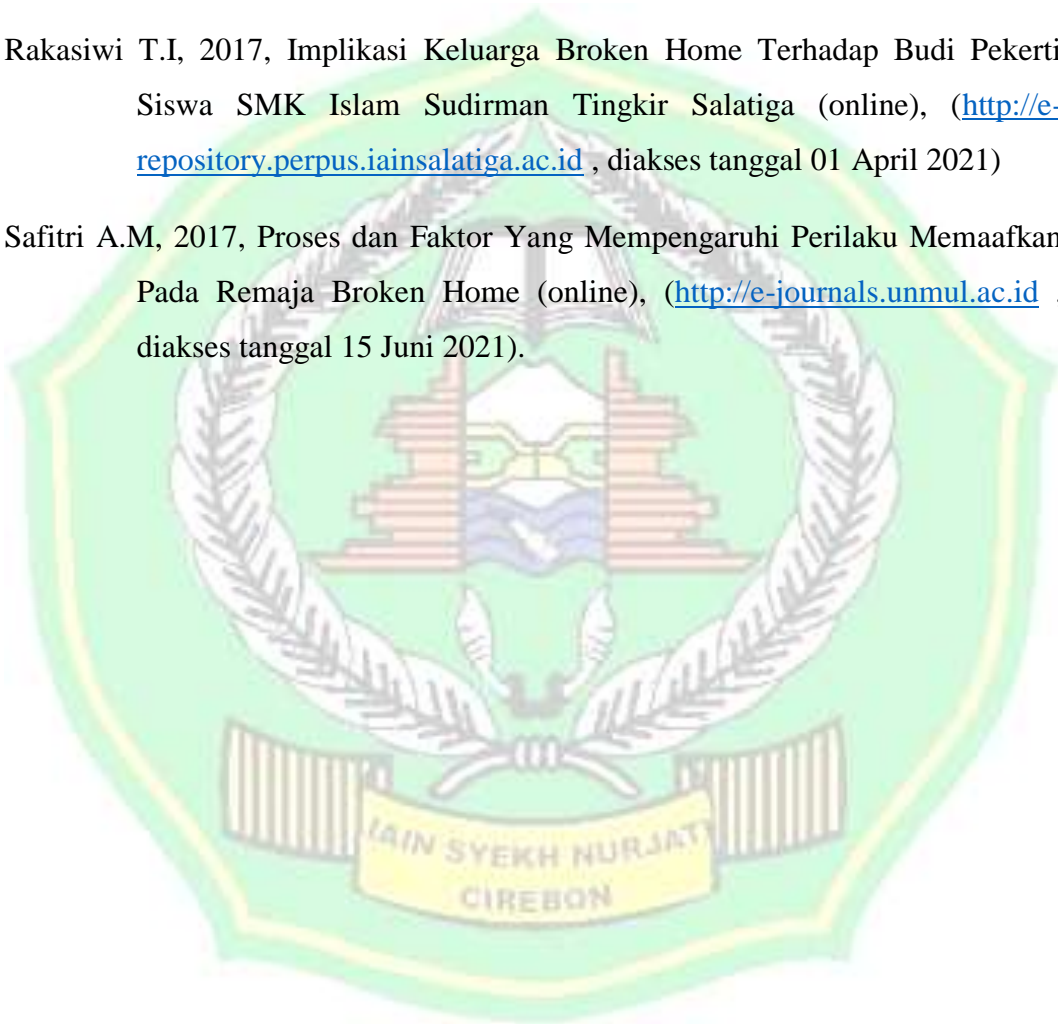 Rakasiwi T.I, 2017, Implikasi Keluarga Broken Home Terhadap Budi Pekerti
Siswa SMK Islam Sudirman Tingkir Salatiga (online), (http://e-
repository.perpus.iainsalatiga.ac.id , diakses tanggal 01 April 2021)
Safitri A.M, 2017, Proses dan Faktor Yang Mempengaruhi Perilaku Memaafkan
Pada Remaja Broken Home (online), (http://e-journals.unmul.ac.id ,
diakses tanggal 15 Juni 2021).
IAIN SYEKH NURJATI
CIREBON